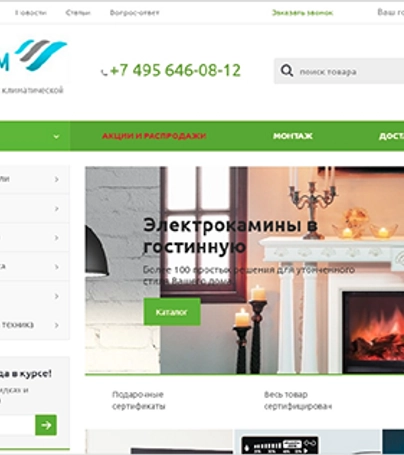 Новости Статьи Вопрос-ответ Заказать звонок Ваш го
М
+7 495 646-08-12
поиск товара
климатической
АКЦИИ И РАСПРОДАЖИ МОНТАЖ ДОСТ
ли
Электрокамины в
гостинную
Более 100 простых решения для утонченного
стиля Вашего дома
ка
Каталог
техника
да в курсе!
идках и
Подарочные
сертификаты
Весь товар
сертифицирован